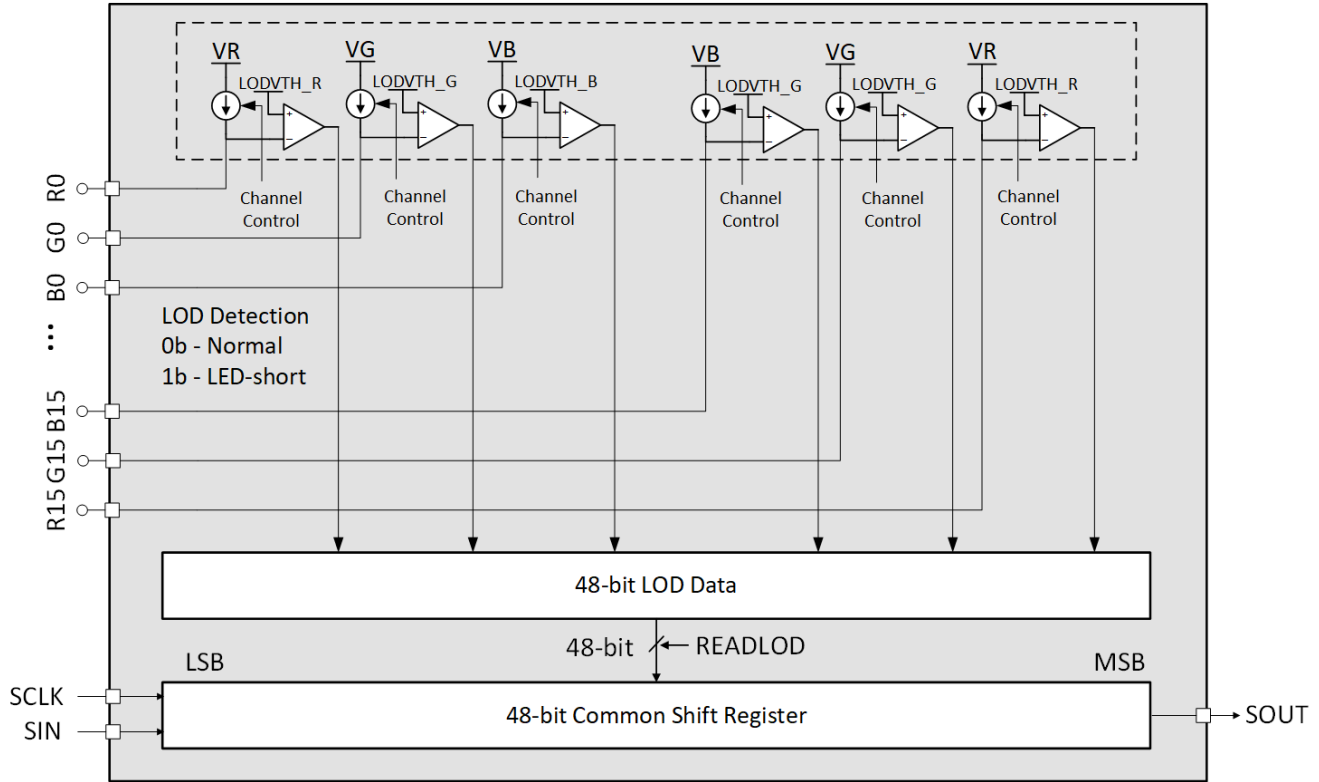 VR
VG
VB
VB
VG
VR
LODVTH_R
LODVTH_G
LODVTH_B
LODVTH_G
LODVTH_G
LODVTH_R
+
+
+
+
+
+
−
−
−
−
−
−
R0
Channel
Control
Channel
Control
Channel
Control
Channel
Control
Channel
Control
Channel
Control
G0
B0
...
LOD Detection
0b - Normal
1b - LED-short
B15
G15
R15
48-bit LOD Data
48-bit
READLOD
LSB
MSB
SCLK
SIN
48-bit Common Shift Register
SOUT